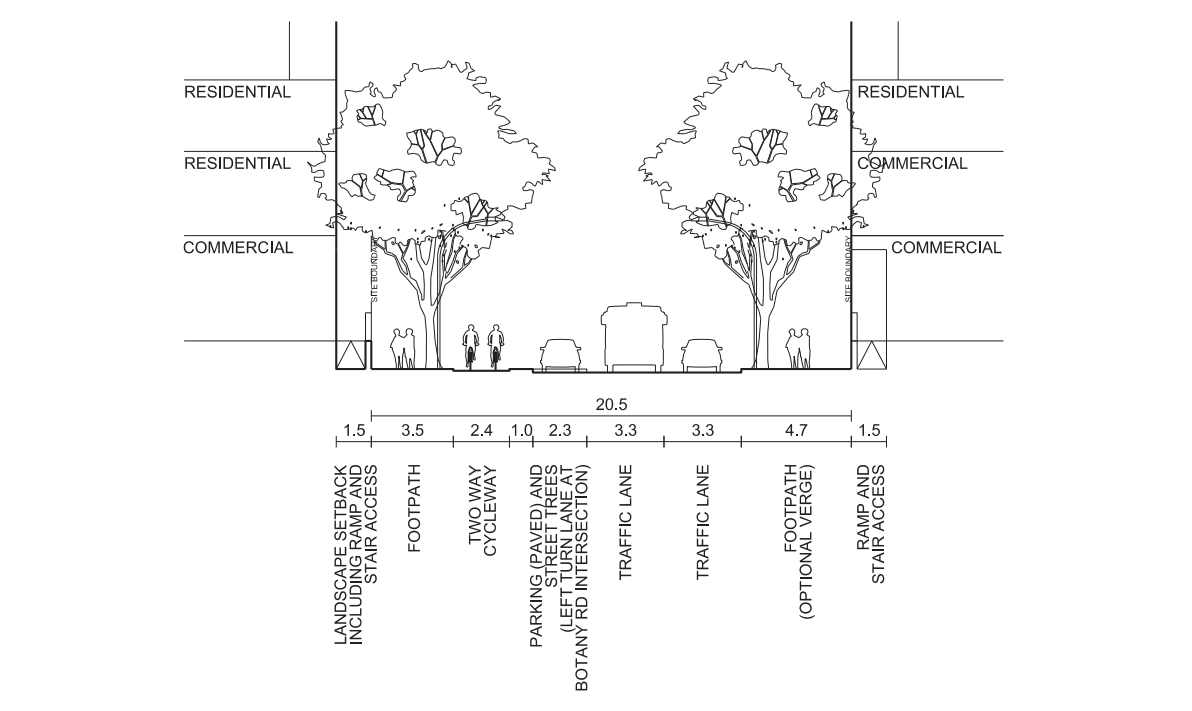 RESIDENTIAL
RESIDENTIAL
RESIDENTIAL
COMMERCIAL
COMMERCIAL
COMMERCIAL
SITE BOUNDARY
SITE BOUNDARY
20.5
1.5 3.5 2.4 1.0 2.3 3.3 3.3 4.7 1.5
LANDSCAPE SETBACK
INCLUDING RAMP AND
STAIR ACCESS
FOOTPATH
TWO WAY
CYCLEWAY
PARKING (PAVED) AND
STREET TREES
(LEFT TURN LANE AT
BOTANY RD INTERSECTION)
TRAFFIC LANE
TRAFFIC LANE
FOOTPATH
(OPTIONAL VERGE)
RAMP AND
STAIR ACCESS